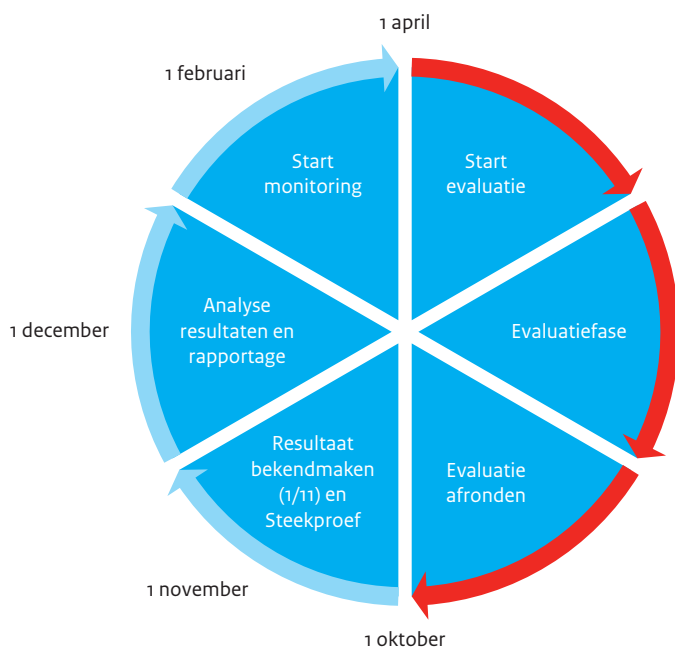 1 april
1 februari
Start
monitoring
Start
evaluatie
Analyse
resultaten en
rapportage
1 december
Evaluatiefase
Resultaat
bekendmaken
(1/11) en
Steekproef
Evaluatie
afronden
1 november
1 oktober